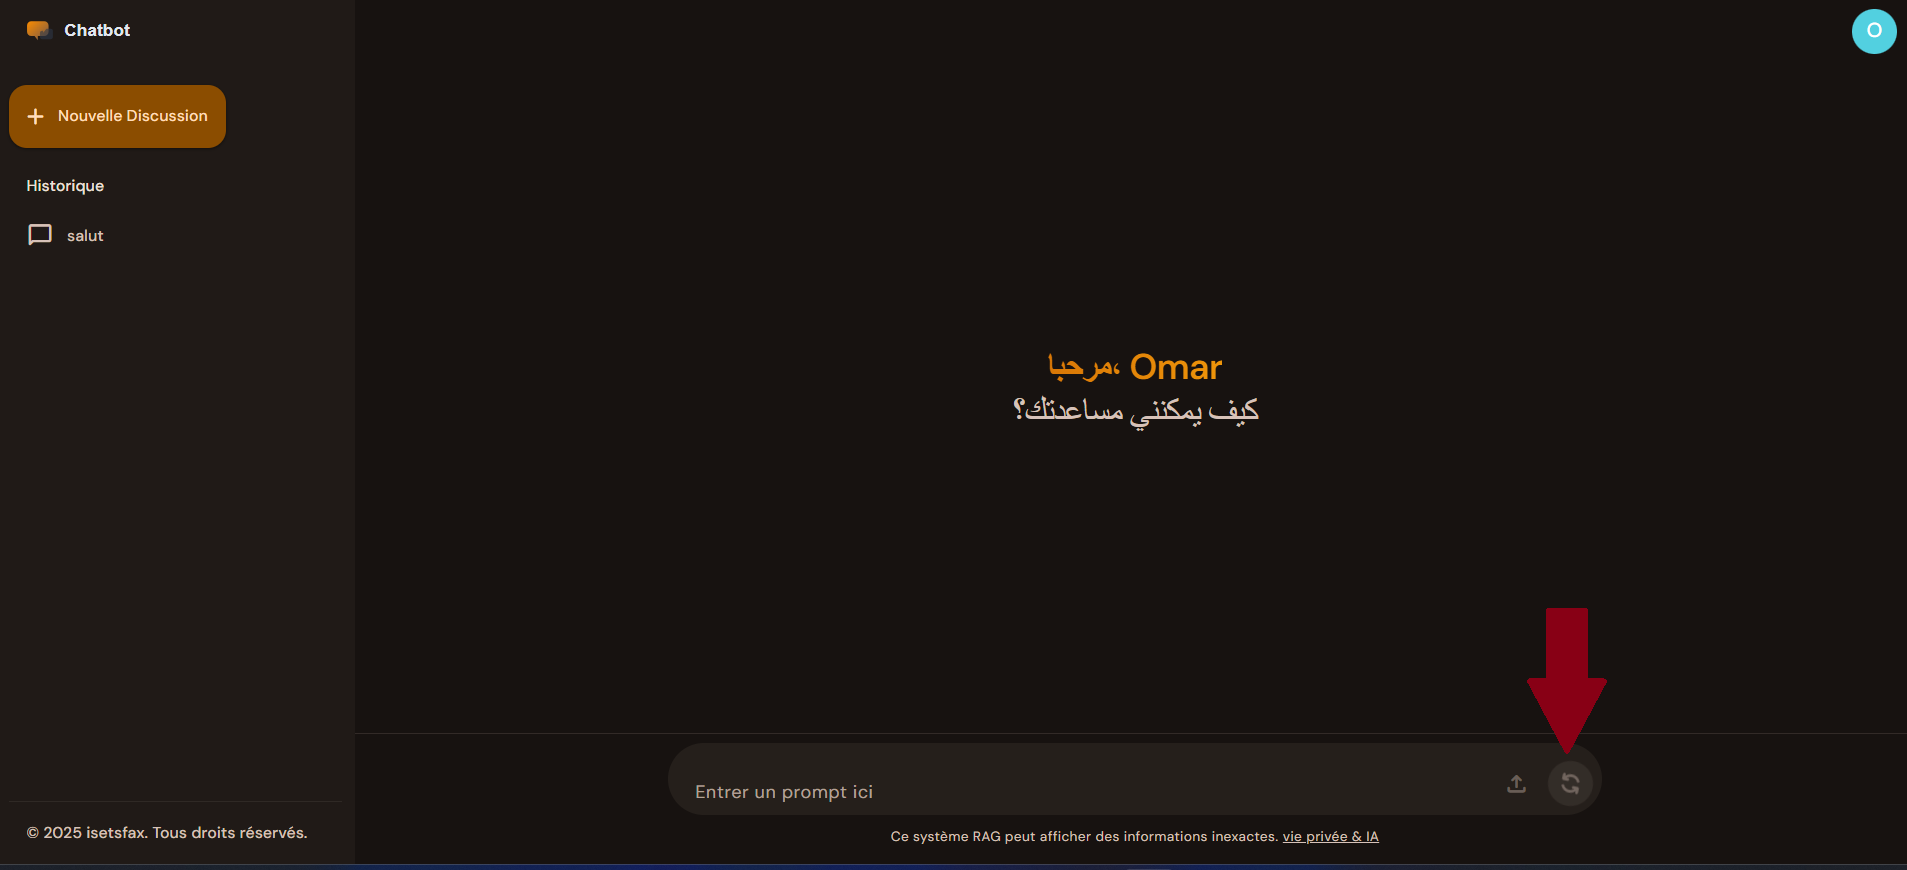 Chatbot
O
Nouvelle Discussion
Historique
salut
مرحبا، Omar
كيف يمكنني مساعدتك؟
Entrer un prompt ici
Ce système RAG peut afficher des informations inexactes. vie privée & IA
© 2025 isetsfax. Tous droits réservés.